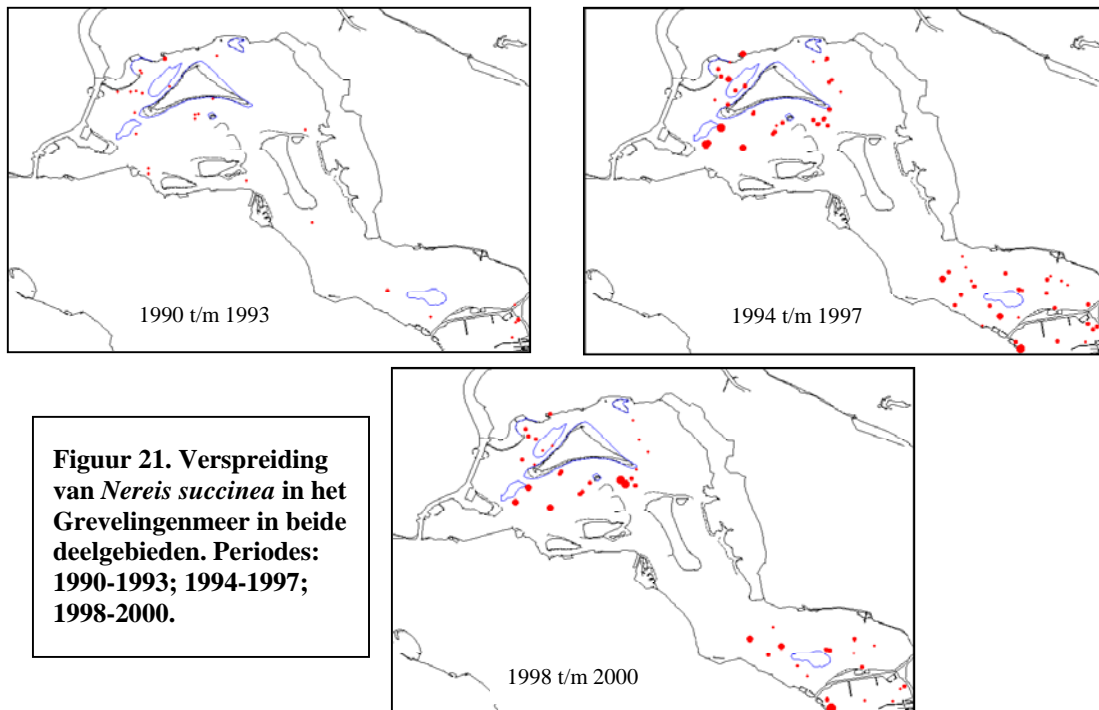 1990 t/m 1993
1994 t/m 1997
Figuur 21. Verspreiding
van Nereis succinea in het
Grevelingenmeer in beide
deelgebieden. Periodes:
1990-1993; 1994-1997;
1998-2000.
1998 t/m 2000